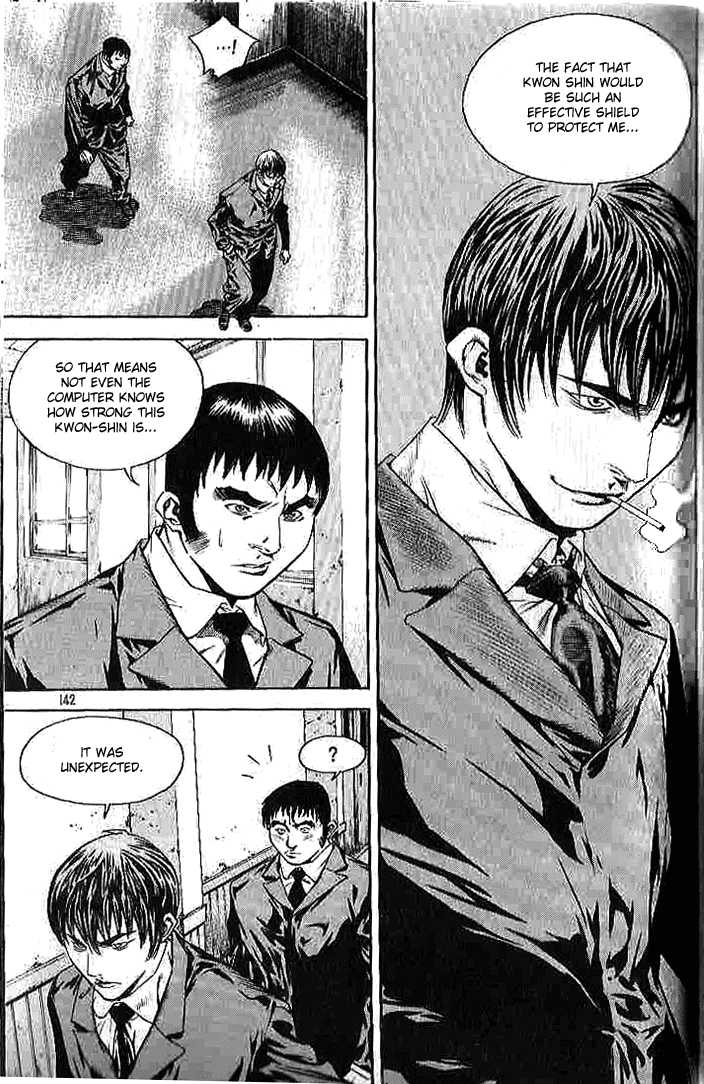 ...!
SO THAT MEANS
NOT EVEN THE
COMPUTER KNOWS
HOW STRONG THIS
KWON-SHIN IS...
142
IT WAS
UNEXPECTED.
?
THE FACT THAT
KWON SHIN WOULD
BE SUCH AN
EFFECTIVE SHIELD
TO PROTECT ME...